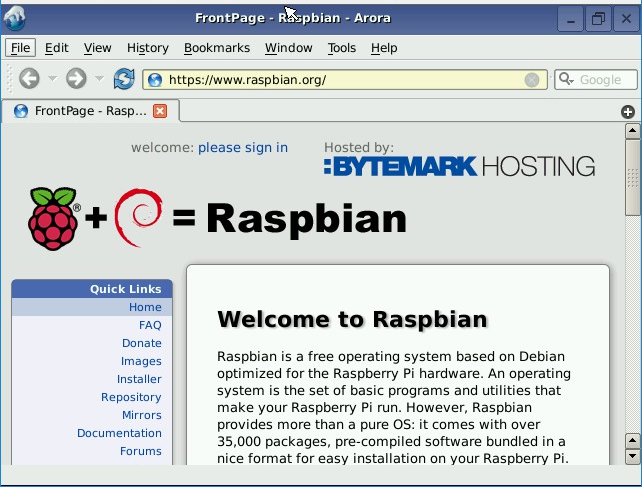 FrontPage - Raspbian - Arora
File Edit View History Bookmarks Window Tools Help
https://www.raspbian.org/ Google
FrontPage - Rasp...
welcome: please sign in Hosted by:
:BYTEMARK HOSTING
® + = Raspbian
Quick Links
Home
FAQ
Donate
Images
Installer
Repository
Mirrors
Documentation
Forums
Welcome to Raspbian
Raspbian is a free operating system based on Debian
optimized for the Raspberry Pi hardware. An operating
system is the set of basic programs and utilities that
make your Raspberry Pi run. However, Raspbian
provides more than a pure OS: it comes with over
35,000 packages, pre-compiled software bundled in a
nice format for easy installation on your Raspberry Pi.